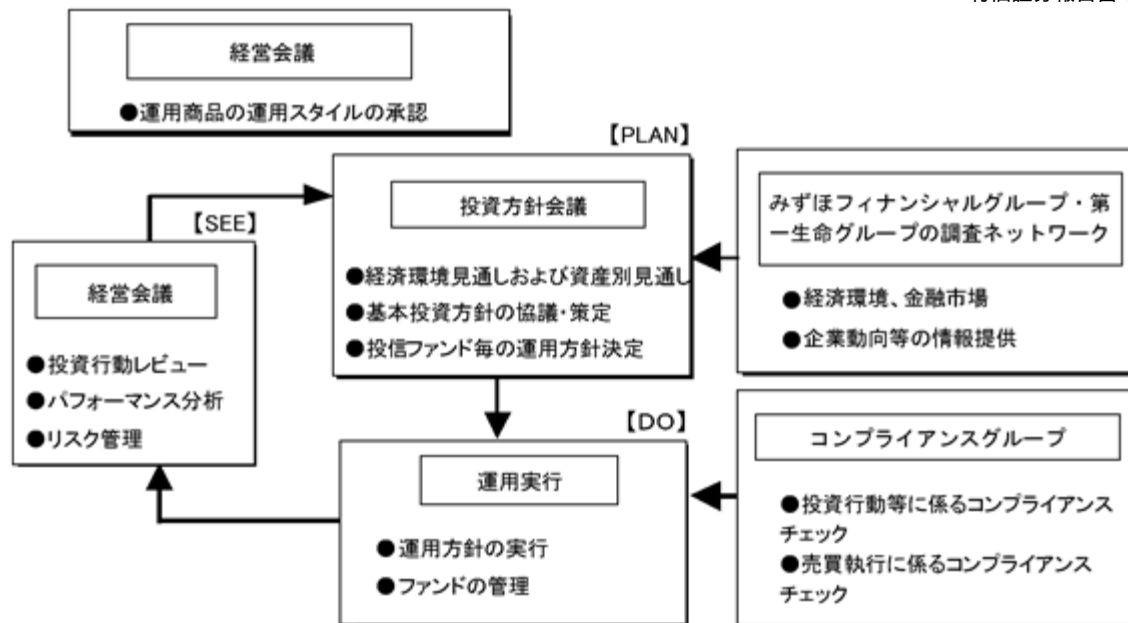 経営会議
●運用商品の運用スタイルの承認
【PLAN】
投資方針会議
●経済環境見通しおよび資産別見通し
●基本投資方針の協議・策定
●投信ファンド毎の運用方針決定
みずほフィナンシャルグループ・第
一生命グループの調査ネットワーク
●経済環境、金融市場
●企業動向等の情報提供
【SEE】
経営会議
●投資行動レビュー
●パフォーマンス分析
●リスク管理
【DO】
運用実行
●運用方針の実行
●ファンドの管理
コンプライアンスグループ
●投資行動等に係るコンプライアンス
チェック
●売買執行に係るコンプライアンス
チェック